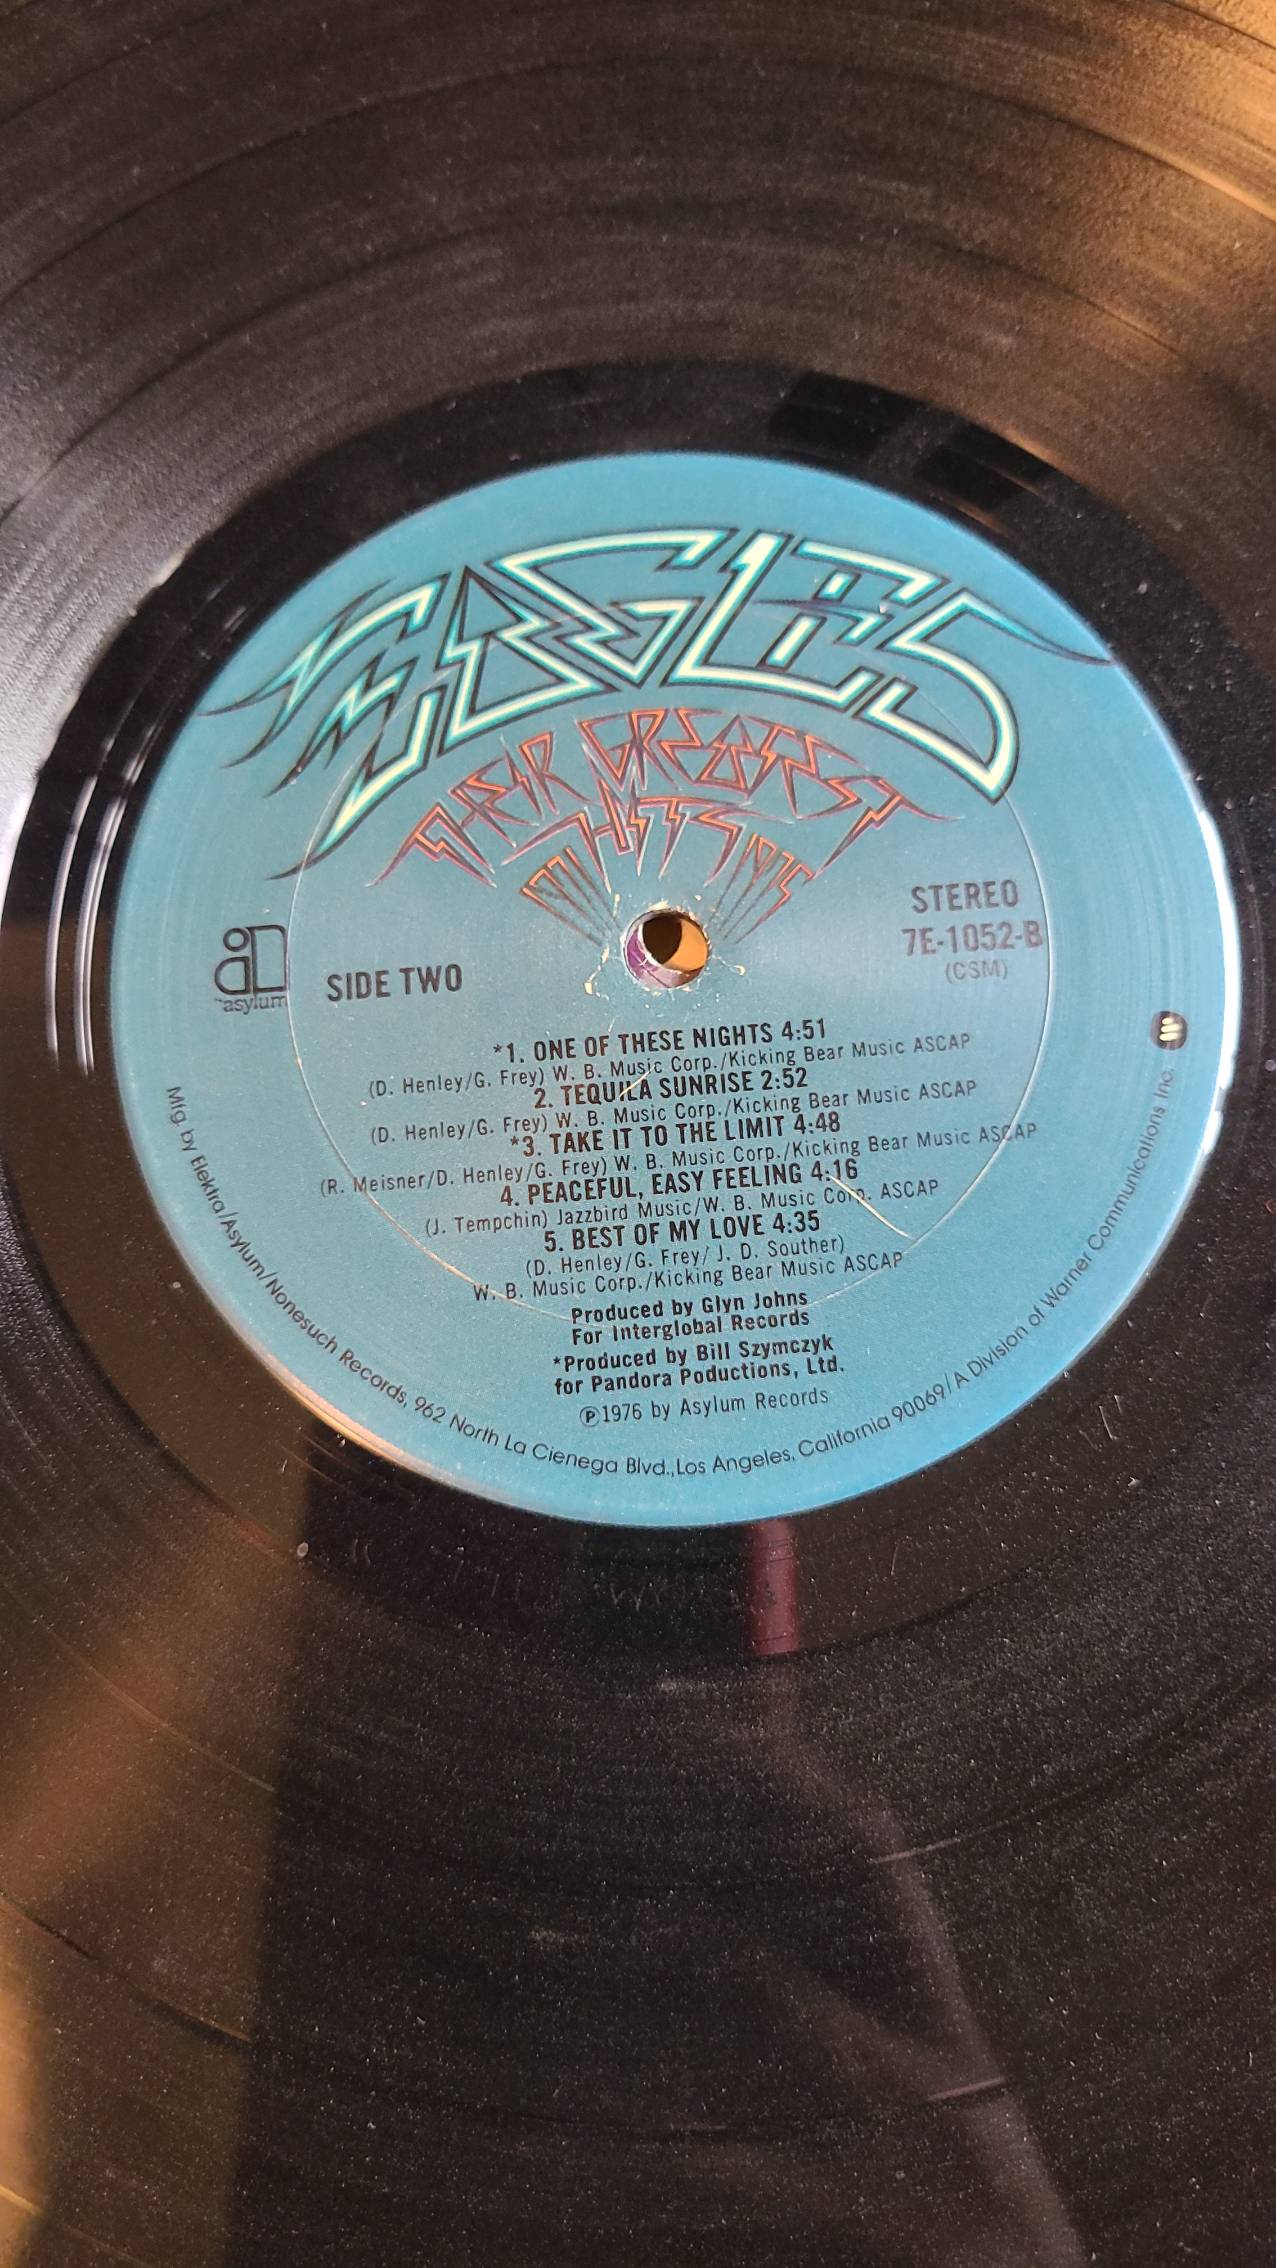 EAGLES
THEIR GREATEST
HITS
1971 1975
STEREO
7E-1052-B
(CSM)
asylum
SIDE TWO
*1. ONE OF THESE NIGHTS 4:51
(D. Henley/G. Frey) W. B. Music Corp./Kicking Bear Music ASCAP
2. TEQUILA SUNRISE 2:52
(D. Henley/G. Frey) W. B. Music Corp./Kicking Bear Music ASCAP
*3. TAKE IT TO THE LIMIT 4:48
(R. Meisner/D. Henley/G. Frey) W. B. Music Corp./Kicking Bear Music ASCAP
4. PEACEFUL, EASY FEELING 4:16
(J. Tempchin) Jazzbird Music/W. B. Music Corp. ASCAP
5. BEST OF MY LOVE 4:35
(D. Henley/G. Frey/ J. D. Souther)
W. B. Music Corp./Kicking Bear Music ASCAP
Produced by Glyn Johns
For Interglobal Records
*Produced by Bill Szymczyk
for Pandora Poductions, Ltd.
℗1976 by Asylum Records
Mfg. by Elektra/Asylum/Nonesuch Records, 962 North La Cienega Blvd., Los Angeles, California 90069/A Division of Warner Communications Inc.